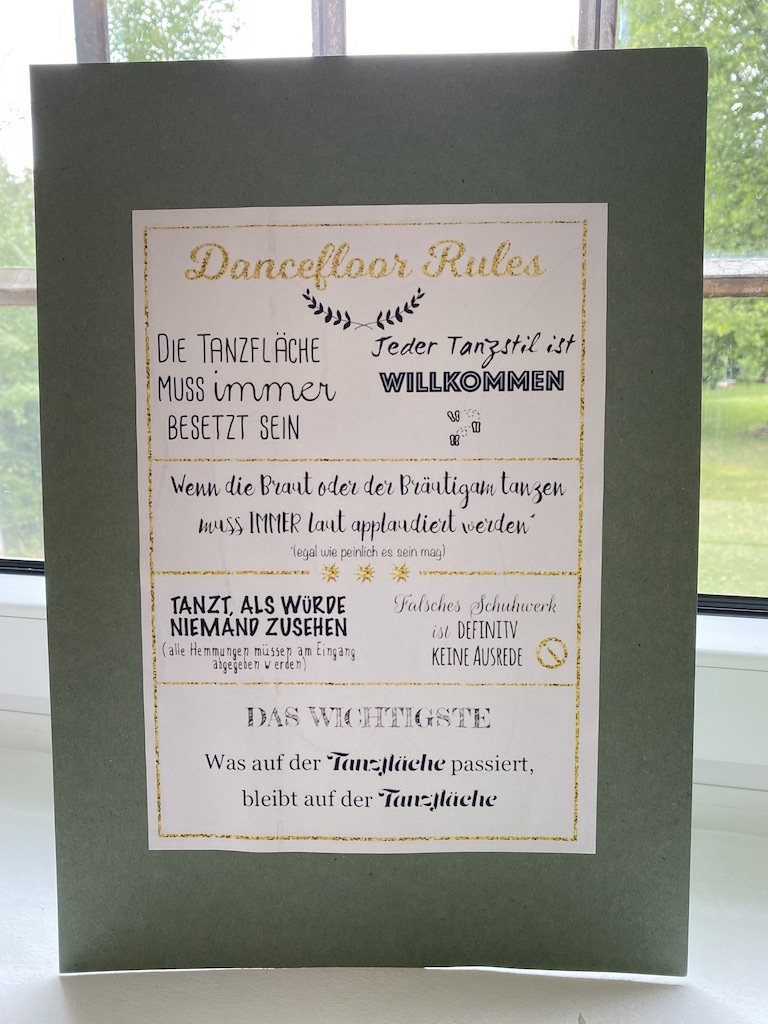 Dancefloor Rules
DIE TANZFLÄCHE
MUSS immer
BESETZT SEIN
Jeder Tanzstil ist
WILLKOMMEN
Wenn die Braut oder der Bräutigam tanzen
muss IMMER laut applaudiert werden*
*(egal wie peinlich es sein mag)
TANZT, ALS WÜRDE
NIEMAND ZUSEHEN
(alle Hemmungen müssen am Eingang
abgegeben werden)
Falsches Schuhwerk
ist DEFINITV
KEINE AUSREDE
DAS WICHTIGSTE
Was auf der Tanzfläche passiert,
bleibt auf der Tanzfläche